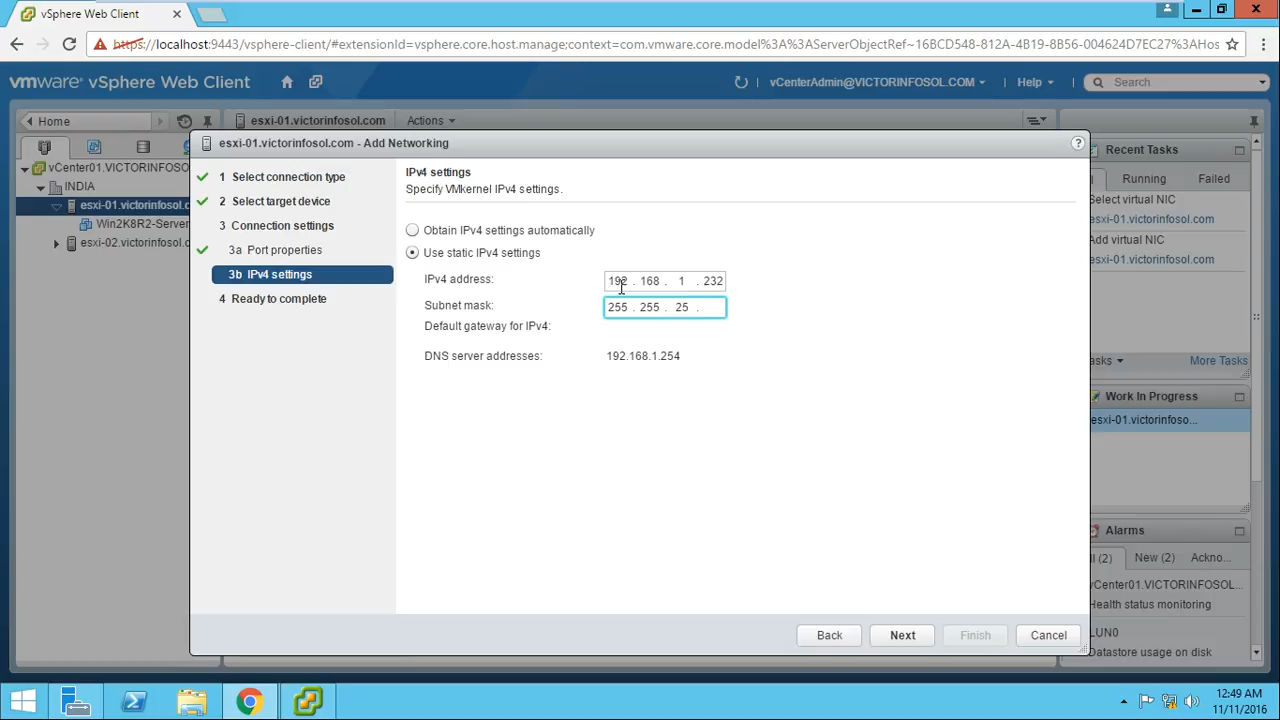 vSphere Web Client
https://localhost:9443/vsphere-client/#extensionId=vsphere.core.host.manage;context=com.vmware.core.model%3A%3AServerObjectRef~16BCD548-812A-4B19-8B56-004624D7EC27%3AHos
vmware vSphere Web Client
vCenterAdmin@VICTORINFOSOL.COM
Help
Search
Home
esxi-01.victorinfosol.com
Actions
vCenter01.VICTORINFOSO
INDIA
esxi-01.victorinfosol.c
Win2K8R2-Server
esxi-02.victorinfosol.c
esxi-01.victorinfosol.com - Add Networking
?
1 Select connection type
2 Select target device
3 Connection settings
3a Port properties
3b IPv4 settings
4 Ready to complete
IPv4 settings
Specify VMkernel IPv4 settings.
Obtain IPv4 settings automatically
Use static IPv4 settings
IPv4 address:
192 . 168 . 1 . 232
Subnet mask:
255 . 255 . 25 .
Default gateway for IPv4:
DNS server addresses:
192.168.1.254
Back
Next
Finish
Cancel
Recent Tasks
Running
Failed
Select virtual NIC
esxi-01.victorinfosol.com
Add virtual NIC
esxi-01.victorinfosol.com
asks
More Tasks
Work In Progress
esxi-01.victorinfoso...
Alarms
ll (2)
New (2)
Ackno...
vCenter01.VICTORINFOSOL...
Health status monitoring
LUN0
Datastore usage on disk
12:49 AM
11/11/2016